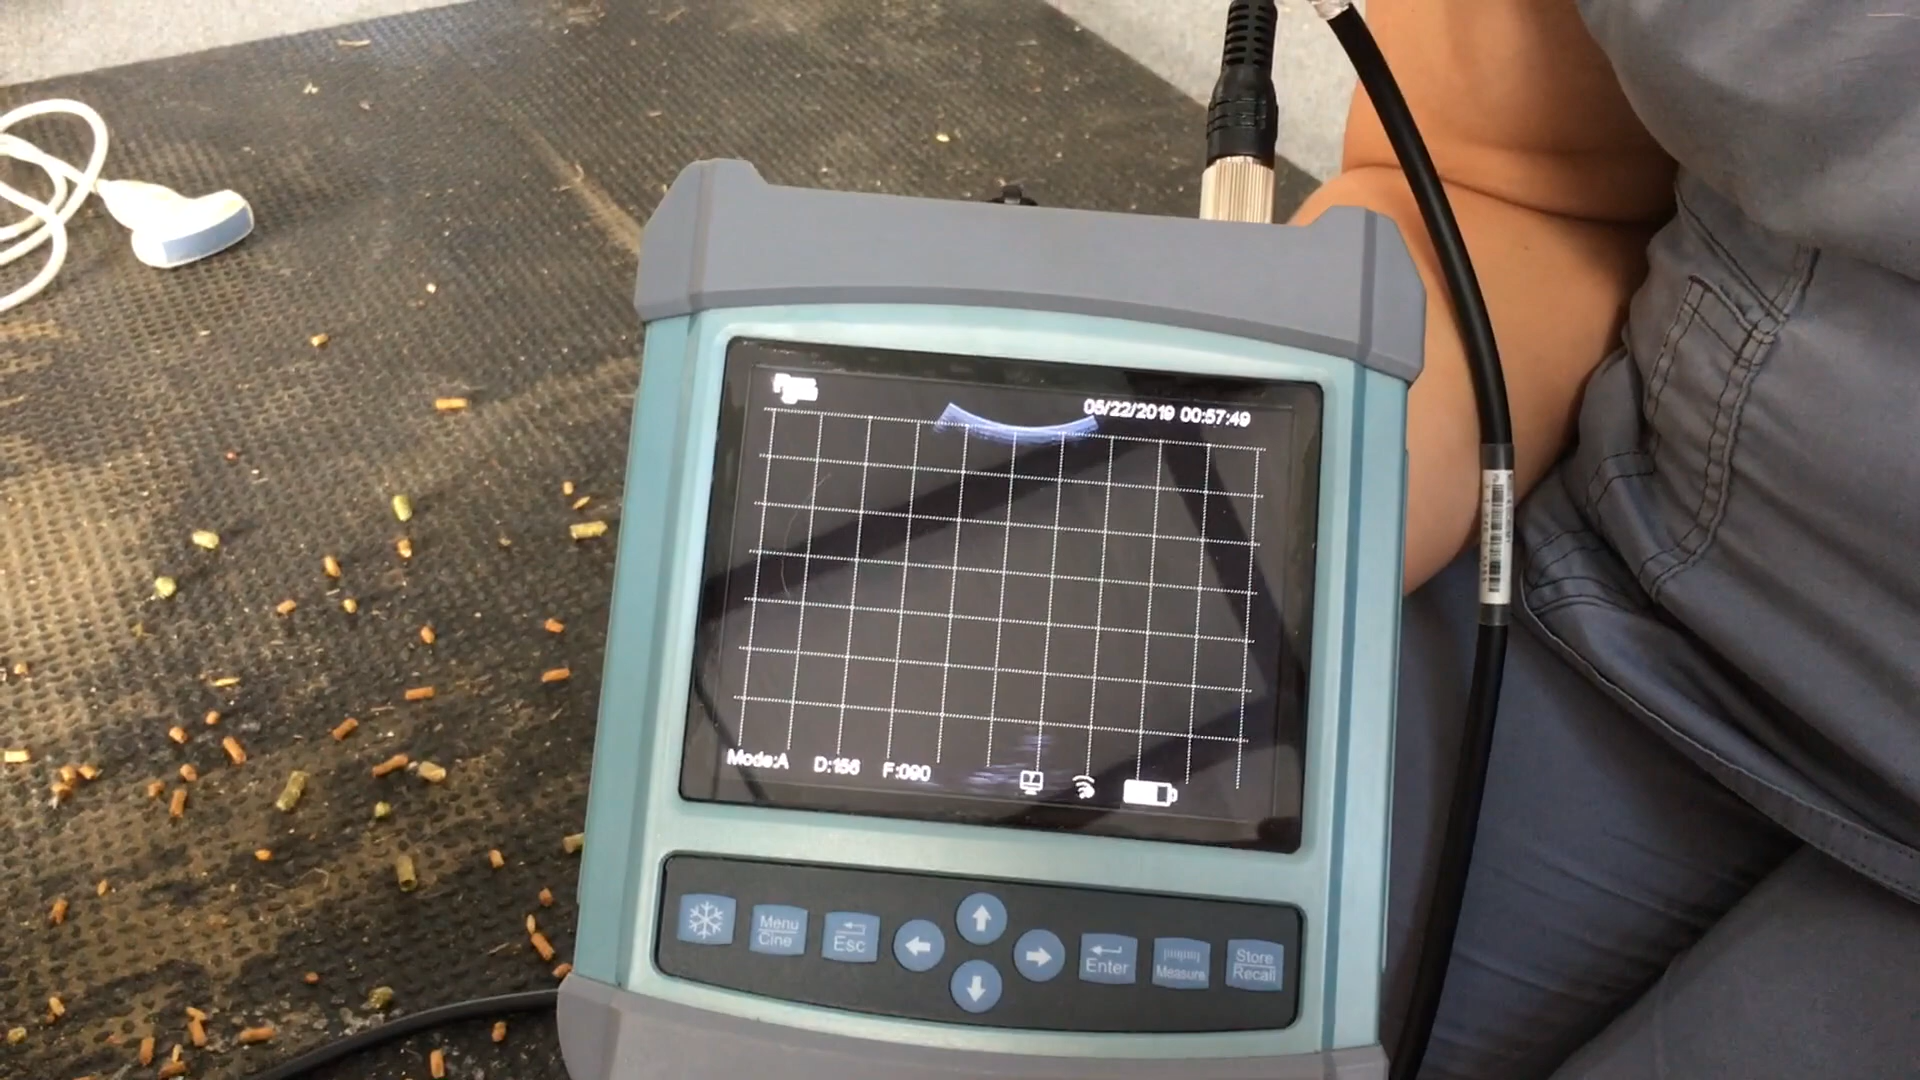 05/22/2019 00:57:49
Mode:A D:156 F:090
Menu
Cine
Esc
Enter
Measure
Store
Recall